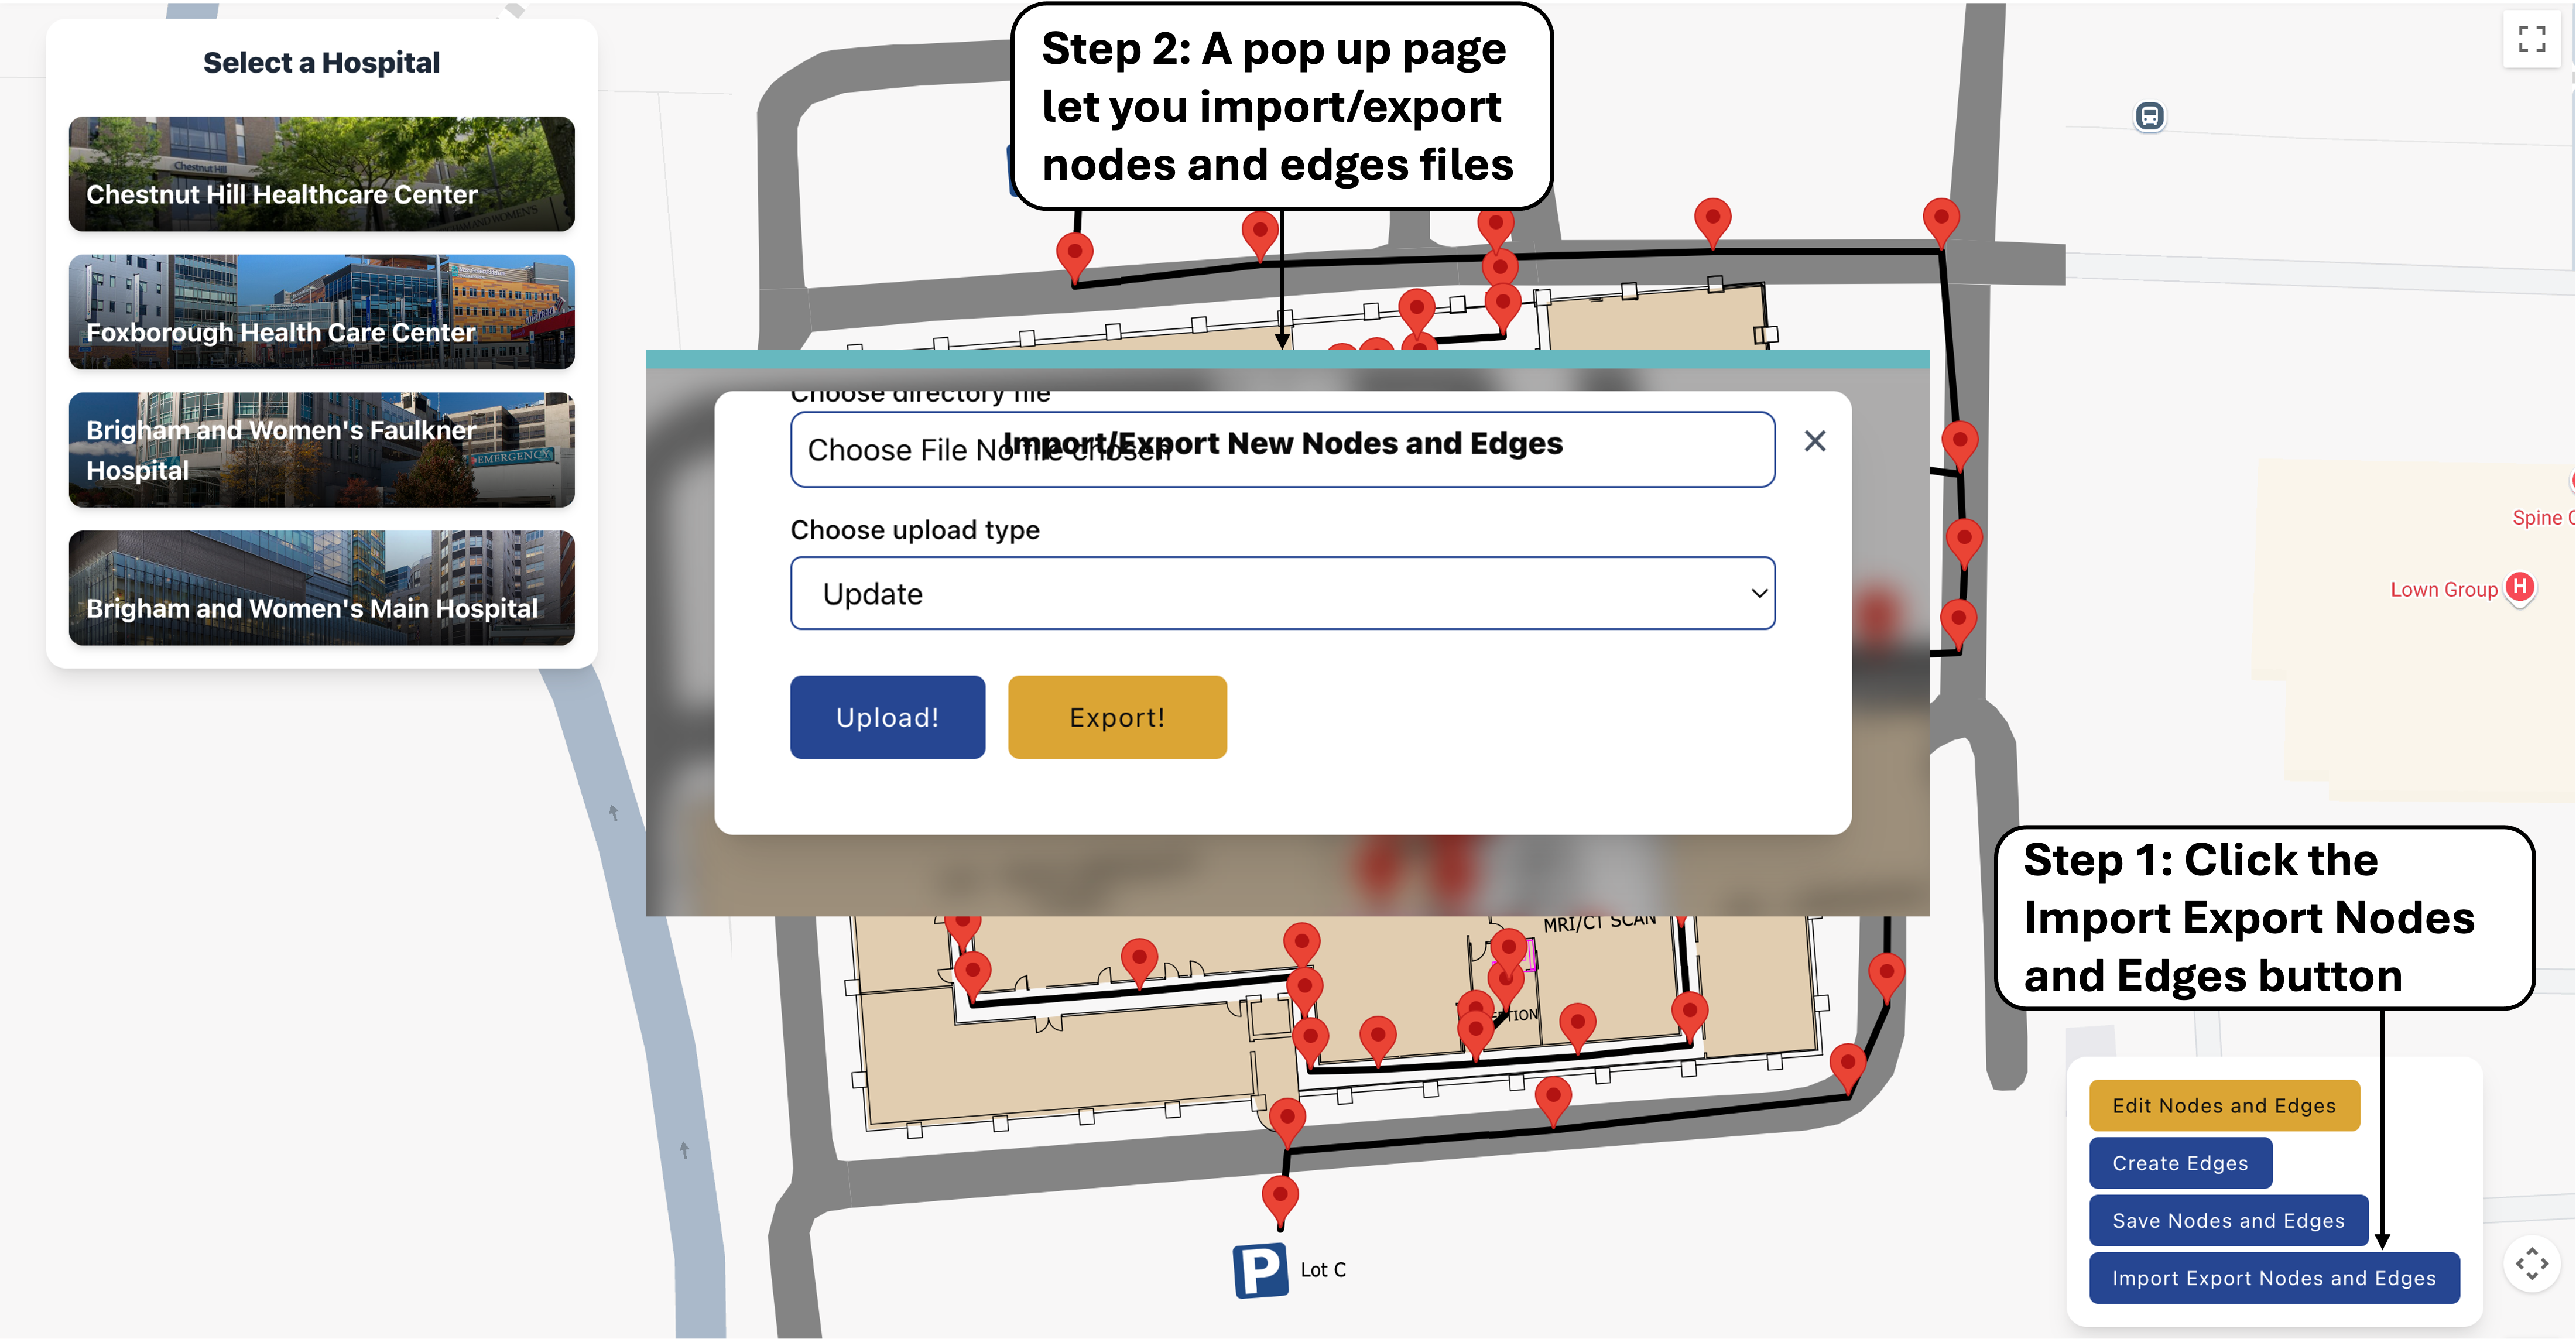 Select a Hospital
Chestnut Hill
Chestnut Hill Healthcare Center
Foxborough Health Care Center
Brigham and Women's Faulkner
Hospital
EMERGENCY
Brigham and Women's Main Hospital
Step 2: A pop up page
let you import/export
nodes and edges files
Choose directory file
Choose File No file chosen
Import/Export New Nodes and Edges
Choose upload type
Update
Upload!
Export!
MRI/CT SCAN
Lot C
P
Spine
Lown Group
H
Step 1: Click the
Import Export Nodes
and Edges button
Edit Nodes and Edges
Create Edges
Save Nodes and Edges
Import Export Nodes and Edges